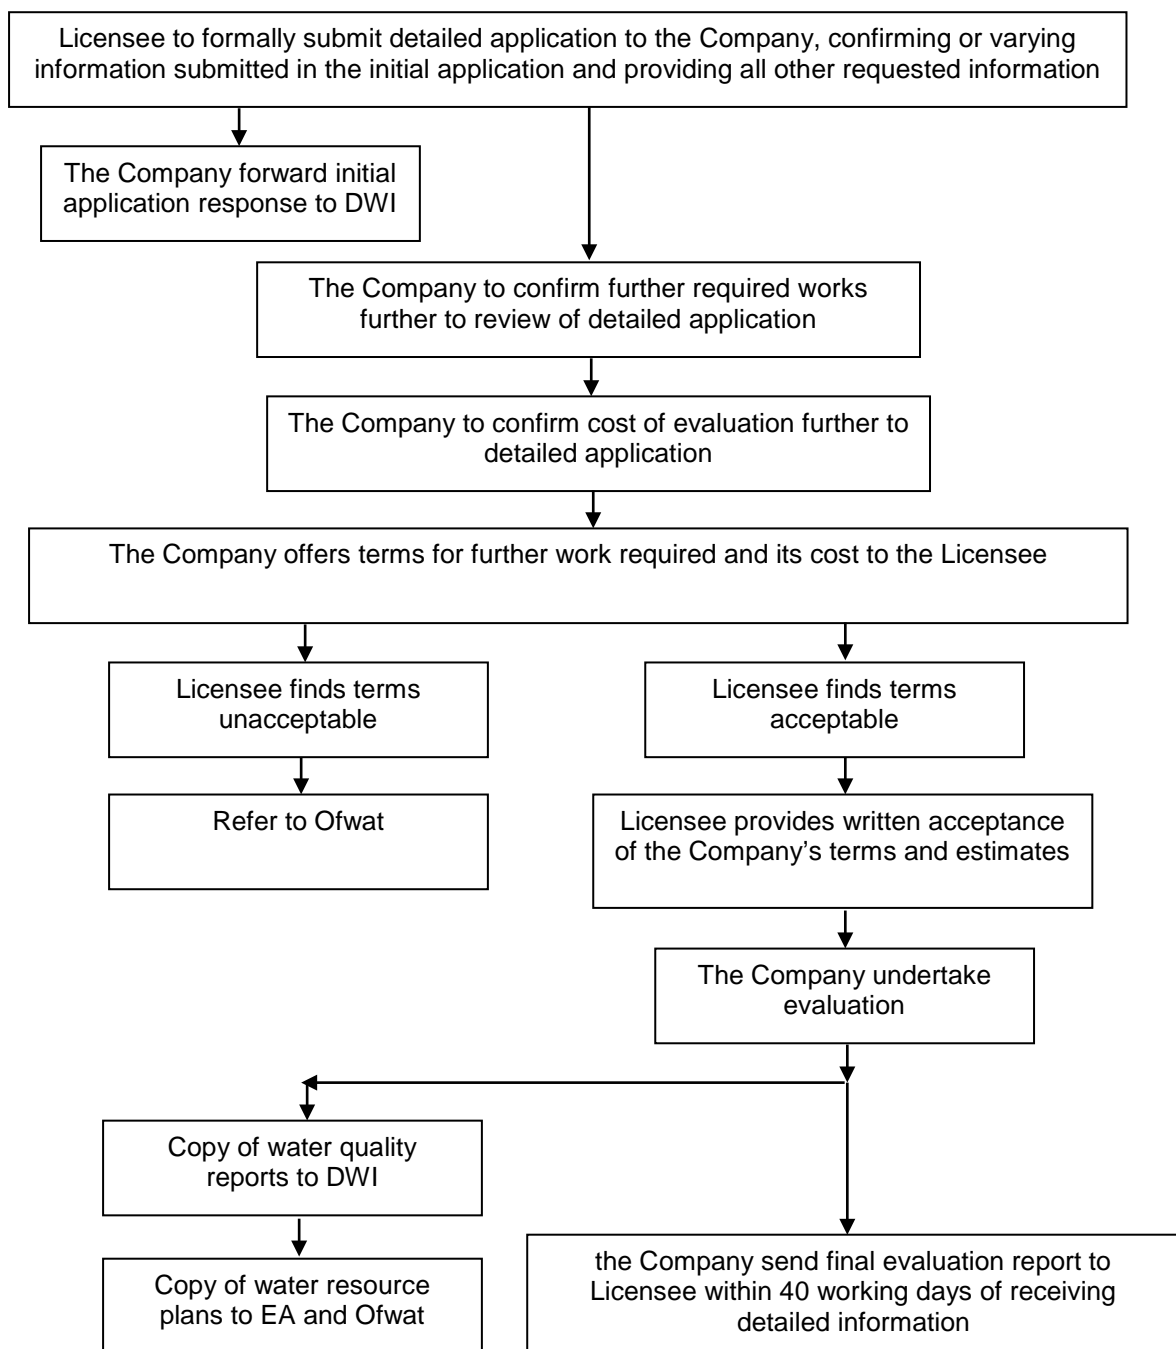 Licensee to formally submit detailed application to the Company, confirming or varying
information submitted in the initial application and providing all other requested information
The Company forward initial
application response to DWI
The Company to confirm further required works
further to review of detailed application
The Company to confirm cost of evaluation further to
detailed application
The Company offers terms for further work required and its cost to the Licensee
Licensee finds terms
unacceptable
Licensee finds terms
acceptable
Refer to Ofwat
Licensee provides written acceptance
of the Company’s terms and estimates
The Company undertake
evaluation
Copy of water quality
reports to DWI
Copy of water resource
plans to EA and Ofwat
the Company send final evaluation report to
Licensee within 40 working days of receiving
detailed information